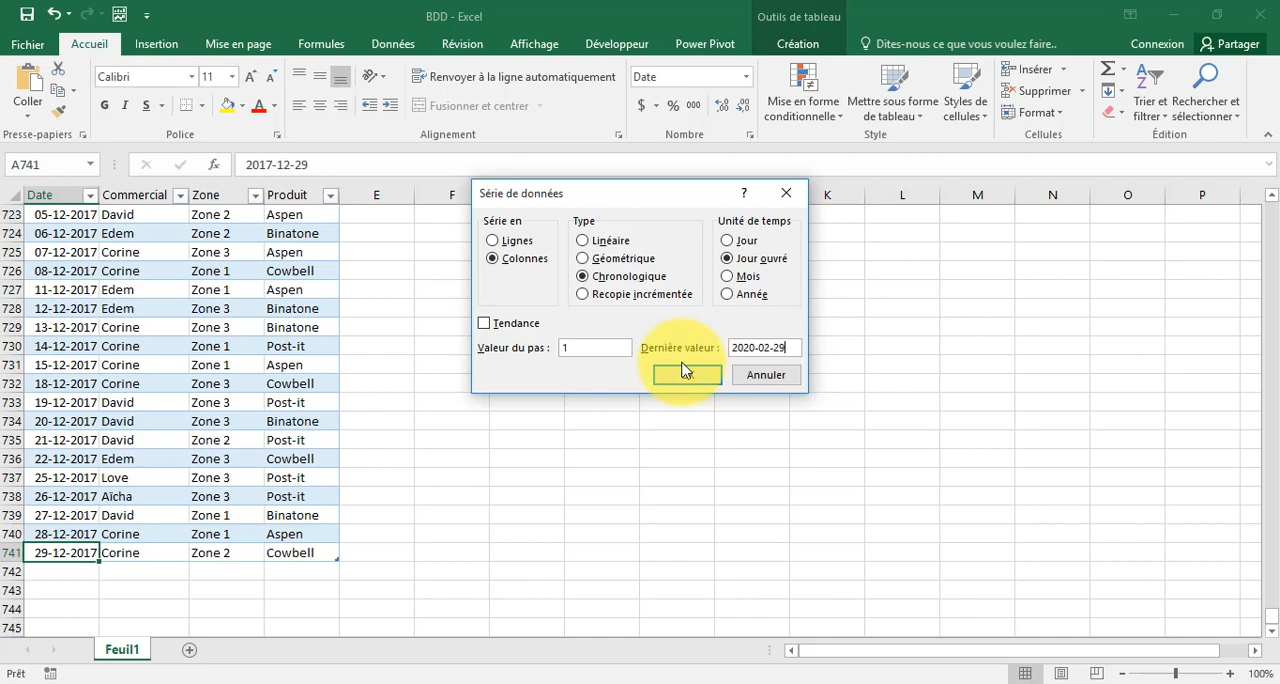 BDD - Excel
Outils de tableau
Fichier Accueil Insertion Mise en page Formules Données Révision Affichage Développeur Power Pivot Création Dites-nous ce que vous voulez faire.. Connexion Partager
Coller
Calibri 11
G I S
A A
Renvoyer à la ligne automatiquement
Fusionner et centrer
Date
$ % 000
Mise en forme conditionnelle
Mettre sous forme de tableau
Styles de cellules
Insérer
Supprimer
Format
Trier et filtrer
Rechercher et sélectionner
Presse-papiers Police Alignement Nombre Style Cellules Édition
A741 fx 2017-12-29
Date Commercial Zone Produit E F K L M N O P
723 05-12-2017 David Zone 2 Aspen
724 06-12-2017 Edem Zone 2 Binatone
725 07-12-2017 Corine Zone 3 Aspen
726 08-12-2017 Corine Zone 1 Cowbell
727 11-12-2017 Edem Zone 1 Aspen
728 12-12-2017 Edem Zone 3 Binatone
729 13-12-2017 Corine Zone 3 Binatone
730 14-12-2017 Corine Zone 1 Post-it
731 15-12-2017 Corine Zone 1 Aspen
732 18-12-2017 Edem Zone 3 Cowbell
733 19-12-2017 David Zone 3 Post-it
734 20-12-2017 David Zone 3 Binatone
735 21-12-2017 David Zone 2 Post-it
736 22-12-2017 Edem Zone 3 Cowbell
737 25-12-2017 Love Zone 3 Post-it
738 26-12-2017 Aïcha Zone 3 Post-it
739 27-12-2017 David Zone 1 Binatone
740 28-12-2017 Corine Zone 1 Aspen
741 29-12-2017 Corine Zone 2 Cowbell
742
743
744
745
Série de données ?
Série en Type Unité de temps
Lignes Linéaire Jour
Colonnes Géométrique Jour ouvré
Chronologique Mois
Recopie incrémentée Année
Tendance
Valeur du pas : 1 Dernière valeur : 2020-02-29
Annuler
Feuil1
Prêt 100%